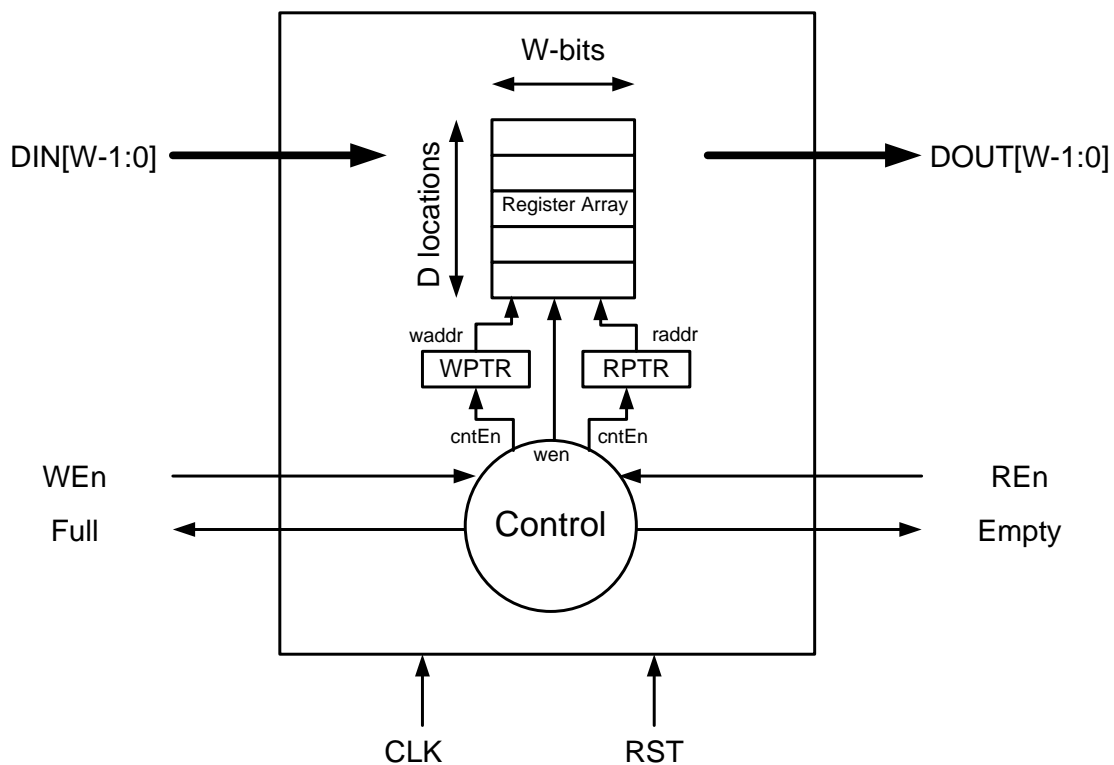 W-bits
DIN[W-1:0]
DOUT[W-1:0]
D locations
Register Array
waddr
raddr
WPTR
RPTR
cntEn
wen
cntEn
WEn
REn
Full
Control
Empty
CLK
RST